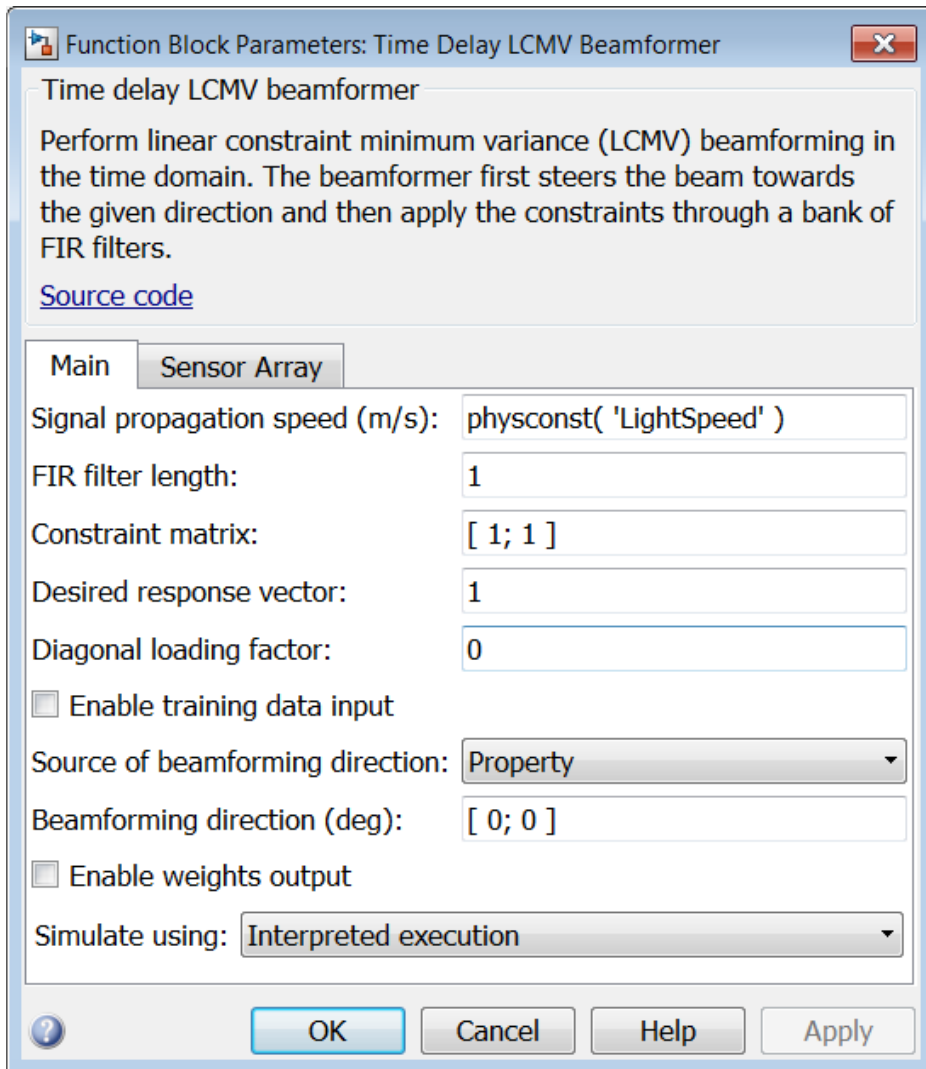 Function Block Parameters: Time Delay LCMV Beamformer
Time delay LCMV beamformer
Perform linear constraint minimum variance (LCMV) beamforming in
the time domain. The beamformer first steers the beam towards
the given direction and then apply the constraints through a bank of
FIR filters.
Source code
Main Sensor Array
Signal propagation speed (m/s): physconst( 'LightSpeed' )
FIR filter length: 1
Constraint matrix: [ 1; 1 ]
Desired response vector: 1
Diagonal loading factor: 0
Enable training data input
Source of beamforming direction: Property
Beamforming direction (deg): [ 0; 0 ]
Enable weights output
Simulate using: Interpreted execution
? OK Cancel Help Apply